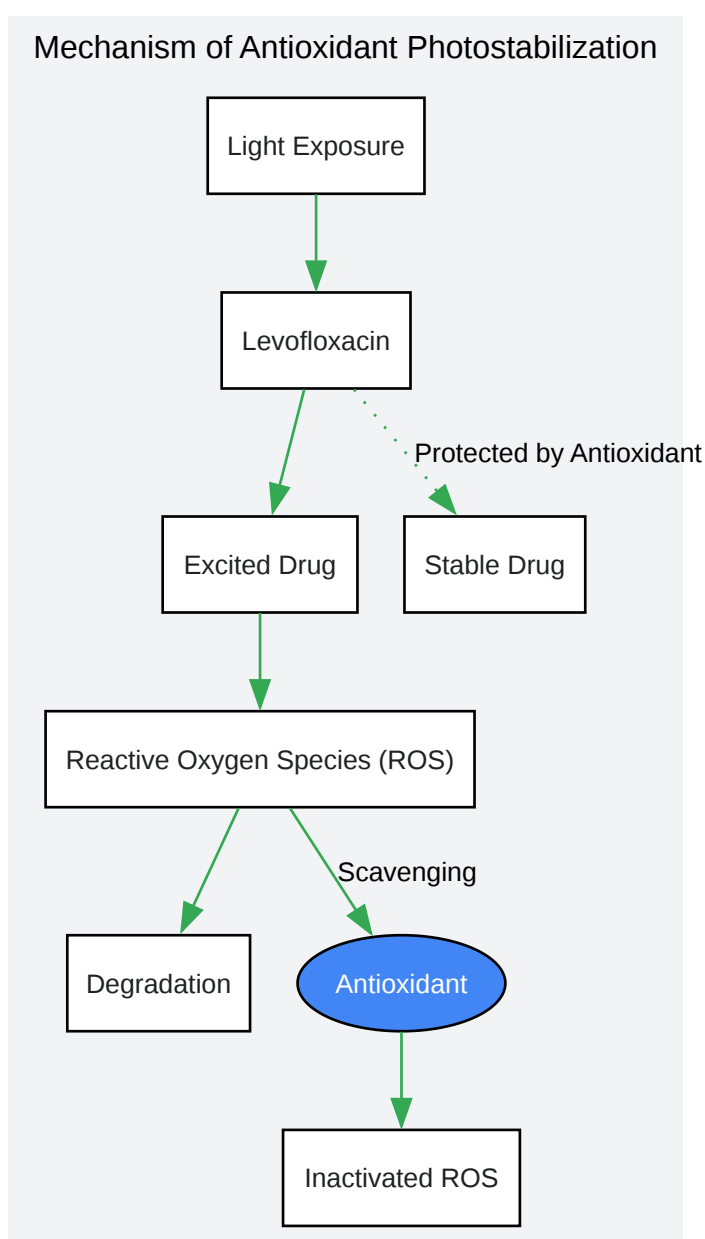 Mechanism of Antioxidant Photostabilization
Light Exposure
Levofloxacin
Protected by Antioxidant
Excited Drug
Stable Drug
Reactive Oxygen Species (ROS)
Scavenging
Degradation
Antioxidant
Inactivated ROS